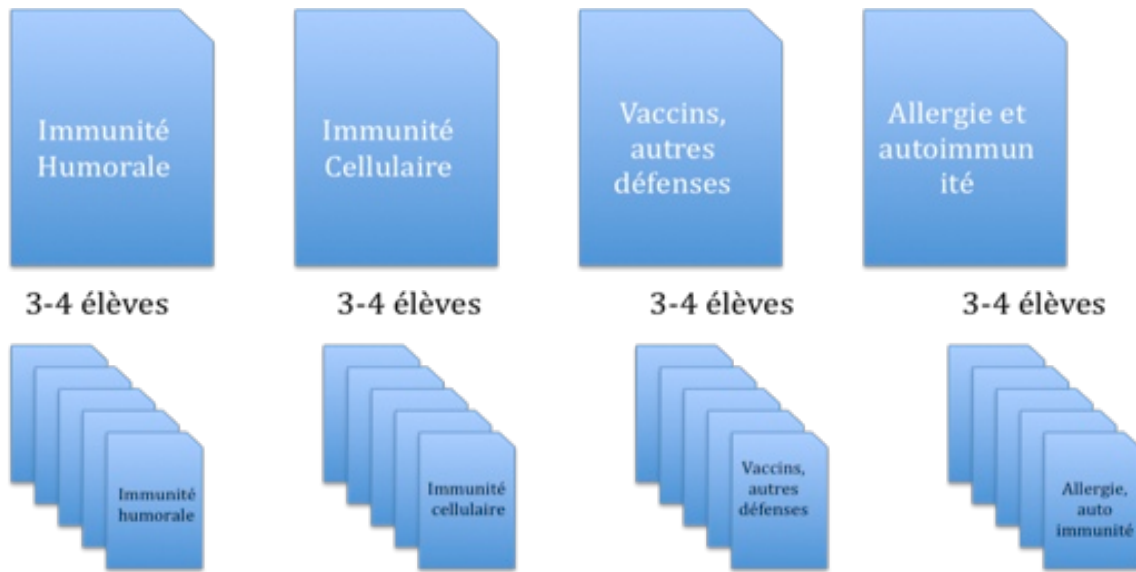 Immunité
Humorale
Immunité
Cellulaire
Vaccins,
autres
défenses
Allergie et
autoimmun
ité
3-4 élèves
3-4 élèves
3-4 élèves
3-4 élèves
Immunité
humorale
Immunité
cellulaire
Vaccins,
autres
défenses
Allergie,
auto
immunité